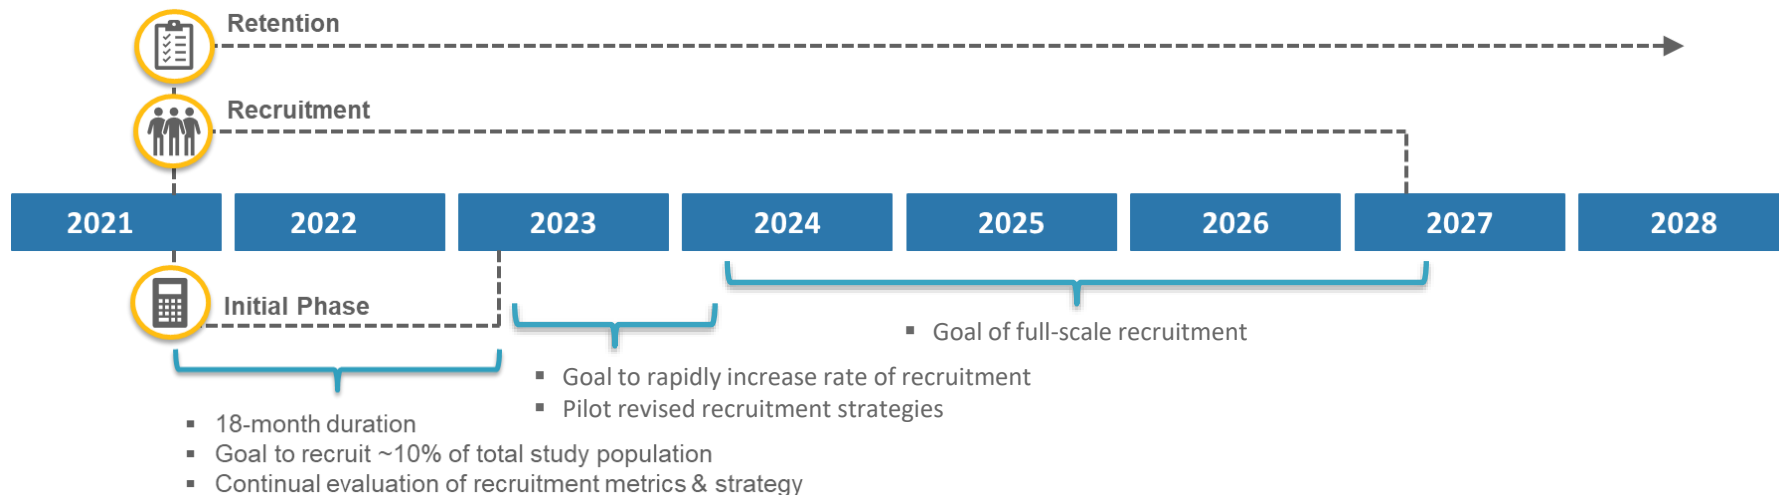 Retention
Recruitment
2021 2022 2023 2024 2025 2026 2027 2028
Initial Phase
▪ Goal of full-scale recruitment
▪ Goal to rapidly increase rate of recruitment
▪ Pilot revised recruitment strategies
▪ 18-month duration
▪ Goal to recruit ~10% of total study population
▪ Continual evaluation of recruitment metrics & strategy